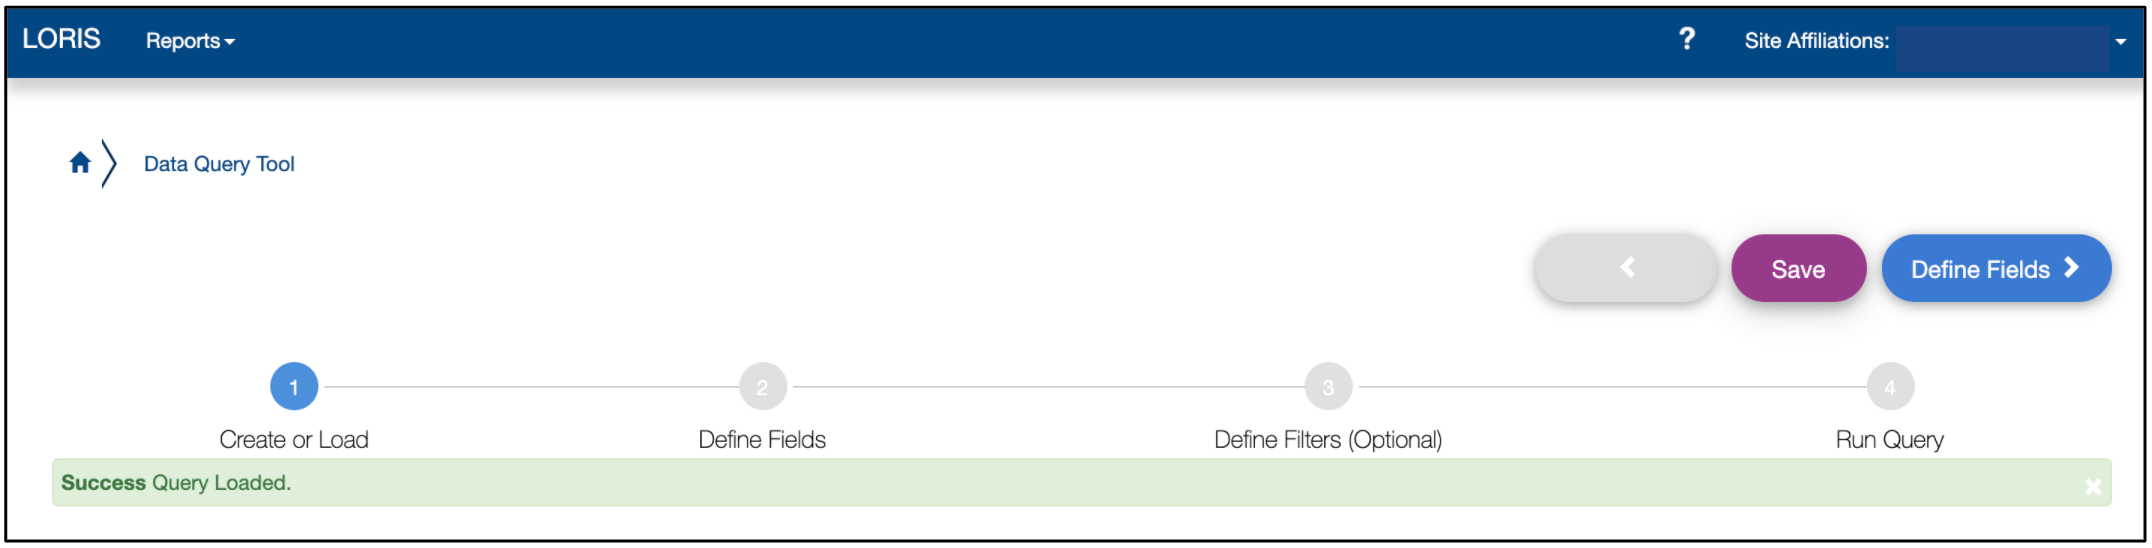 LORIS Reports ? Site Affiliations:
Data Query Tool
Save Define Fields
1 2 3 4
Create or Load Define Fields Define Filters (Optional) Run Query
Success Query Loaded.